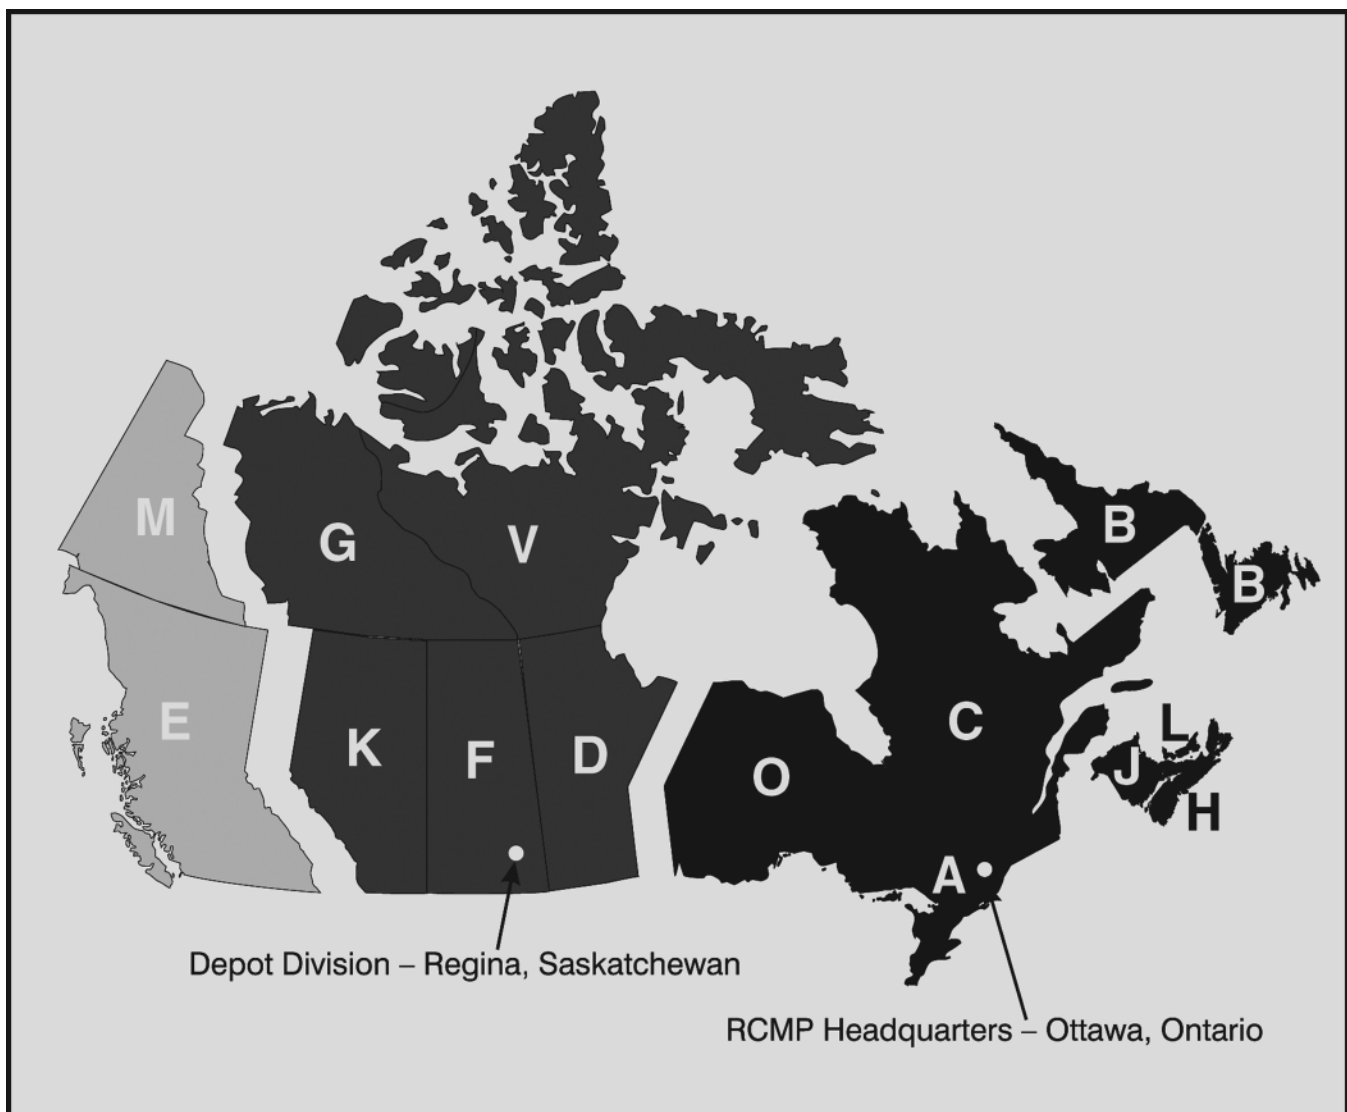 M
G
V
B
B
E
K
F
D
O
C
L
J
H
A
Depot Division – Regina, Saskatchewan
RCMP Headquarters – Ottawa, Ontario